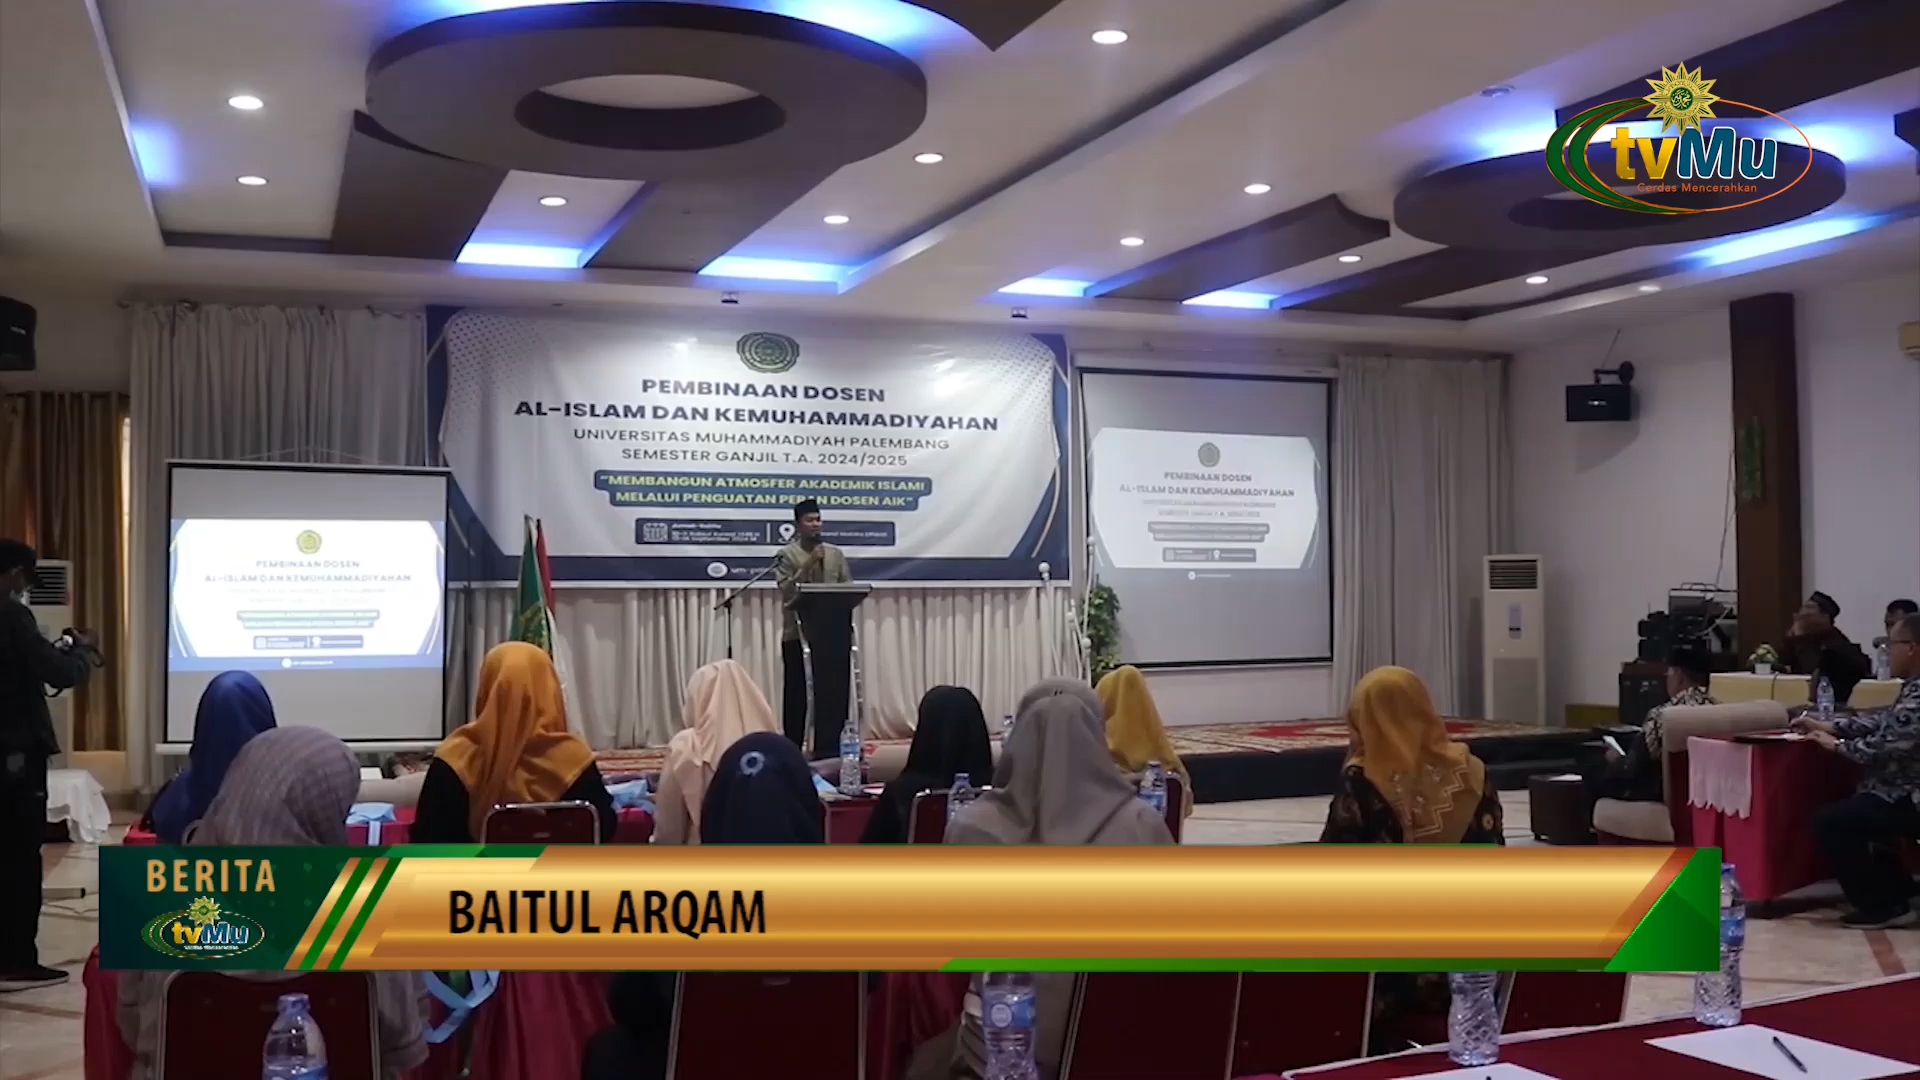 tvMu
Cerdas Mencerahkan
PEMBINAAN DOSEN
AL-ISLAM DAN KEMUHAMMADIYAHAN
UNIVERSITAS MUHAMMADIYAH PALEMBANG
SEMESTER GANJIL T.A. 2024/2025
"MEMBANGUN ATMOSFER AKADEMIK ISLAMI
MELALUI PENGUATAN PERAN DOSEN AIK"
PEMBINAAN DOSEN
AL-ISLAM DAN KEMUHAMMADIYAHAN
PEMBINAAN DOSEN
AL-ISLAM DAN KEMUHAMMADIYAHAN
BERITA
tvMu
BAITUL ARQAM